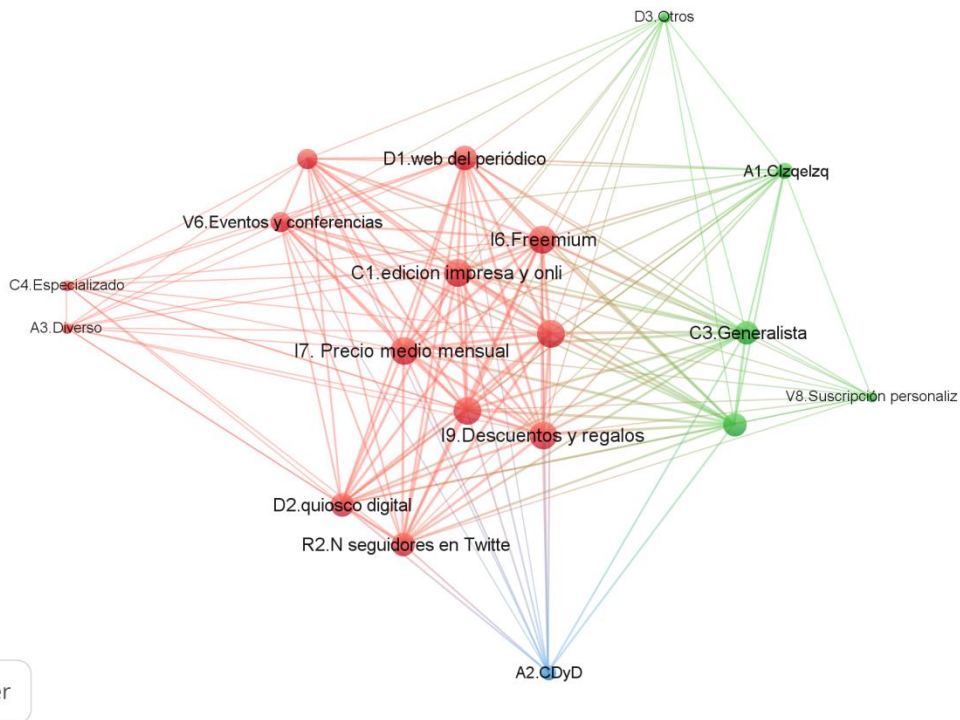 D3.Otros
D1.web del periódico
A1.Clzqelzq
V6.Eventos y conferencias
I6.Freemium
C4.Especializado
C1.edicion impresa y onli
A3.Diverso
C3.Generalista
I7. Precio medio mensual
V8.Suscripción personaliz
I9.Descuentos y regalos
D2.quiosco digital
R2.N seguidores en Twitte
A2.CDyD
er